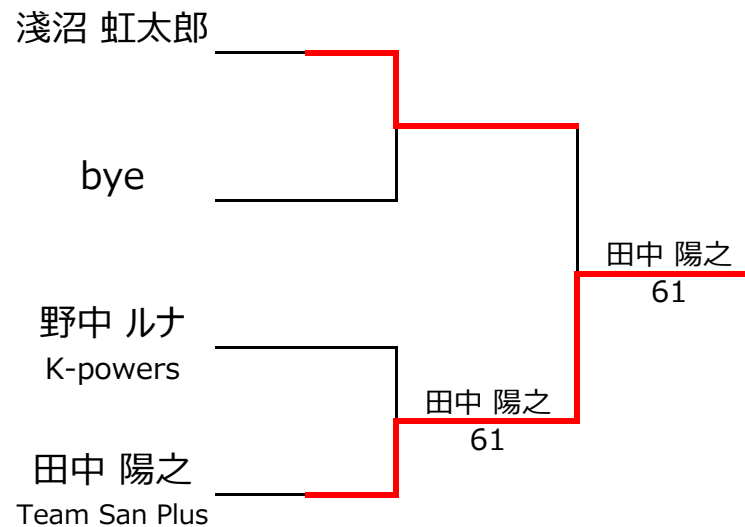 淺沼 虹太郎
bye
野中 ルナ
K-powers
田中 陽之
Team San Plus
田中 陽之
61
田中 陽之
61